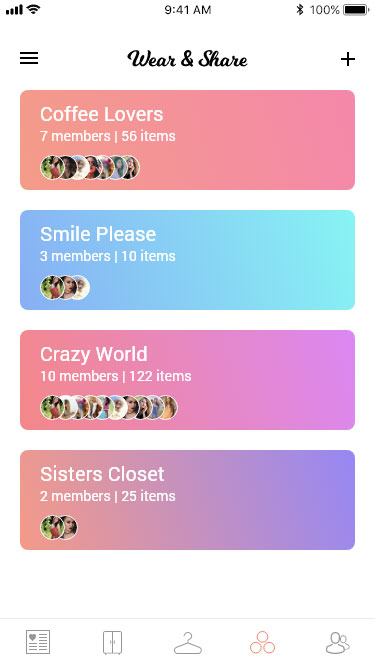 9:41 AM
100%
Wear & Share
Coffee Lovers
7 members | 56 items
Smile Please
3 members | 10 items
Crazy World
10 members | 122 items
Sisters Closet
2 members | 25 items